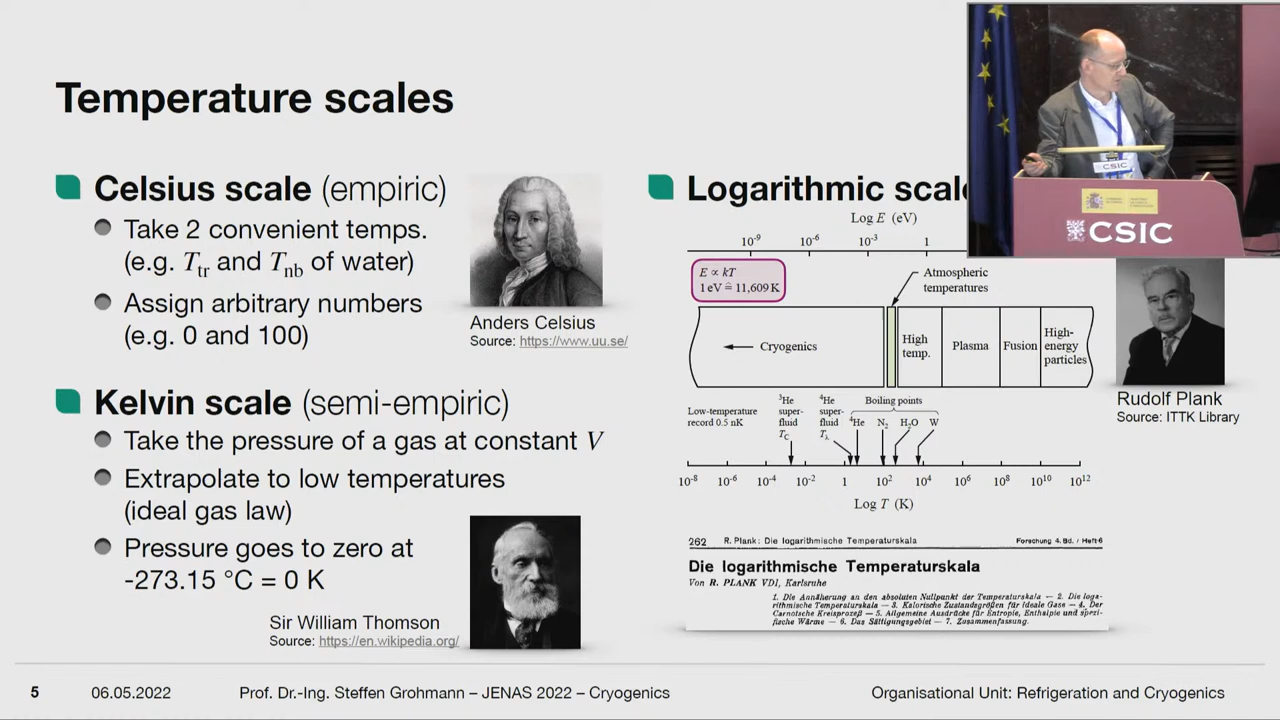 Temperature scales
Celsius scale (empiric)
Take 2 convenient temps.
(e.g. Ttr and Tnb of water)
Assign arbitrary numbers
(e.g. 0 and 100)
Anders Celsius
Source: https://www.uu.se/
Kelvin scale (semi-empiric)
Take the pressure of a gas at constant V
Extrapolate to low temperatures
(ideal gas law)
Pressure goes to zero at
-273.15 °C = 0 K
Sir William Thomson
Source: https://en.wikipedia.org/
Logarithmic scale
Log E (eV)
10⁻⁹ 10⁻⁶ 10⁻³ 1
E ∝ kT
1 eV ≙ 11,609 K
Atmospheric
temperatures
Cryogenics
High
temp.
Plasma
Fusion
High-
energy
particles
Low-temperature
record 0.5 nK
³He
super-
fluid
TC
⁴He
super-
fluid
Tλ
Boiling points
⁴He N₂ H₂O W
10⁻⁸ 10⁻⁶ 10⁻⁴ 10⁻² 1 10² 10⁴ 10⁶ 10⁸ 10¹⁰ 10¹²
Log T (K)
Rudolf Plank
Source: ITTK Library
262 R. Plank: Die logarithmische Temperaturskala Forschung 4. Bd. / Heft 6
Die logarithmische Temperaturskala
Von R. PLANK VDI, Karlsruhe
1. Die Annäherung an den absoluten Nullpunkt der Temperaturskala — 2. Die loga-
rithmische Temperaturskala — 3. Kalorische Zustandsgrößen für ideale Gase — 4. Der
Carnotsche Kreisprozeß — 5. Allgemeine Ausdrücke für Entropie, Enthalpie und spezi-
fische Wärme — 6. Das Sättigungsgebiet — 7. Zusammenfassung.
CSIC
CSIC
5 06.05.2022 Prof. Dr.-Ing. Steffen Grohmann – JENAS 2022 – Cryogenics Organisational Unit: Refrigeration and Cryogenics